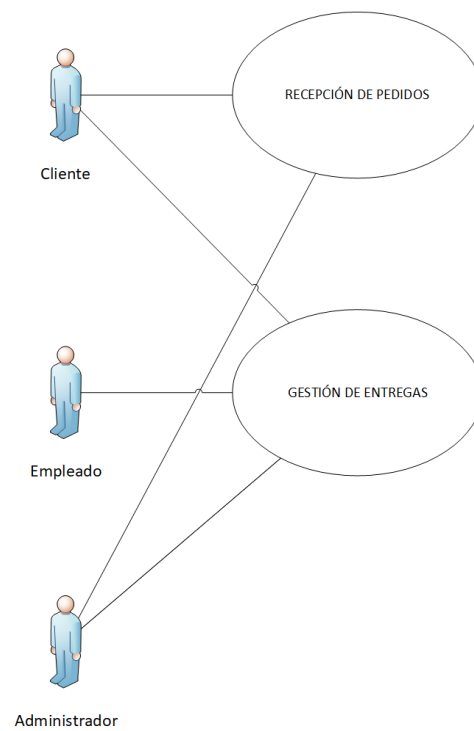 RECEPCIÓN DE PEDIDOS
Cliente
GESTIÓN DE ENTREGAS
Empleado
Administrador